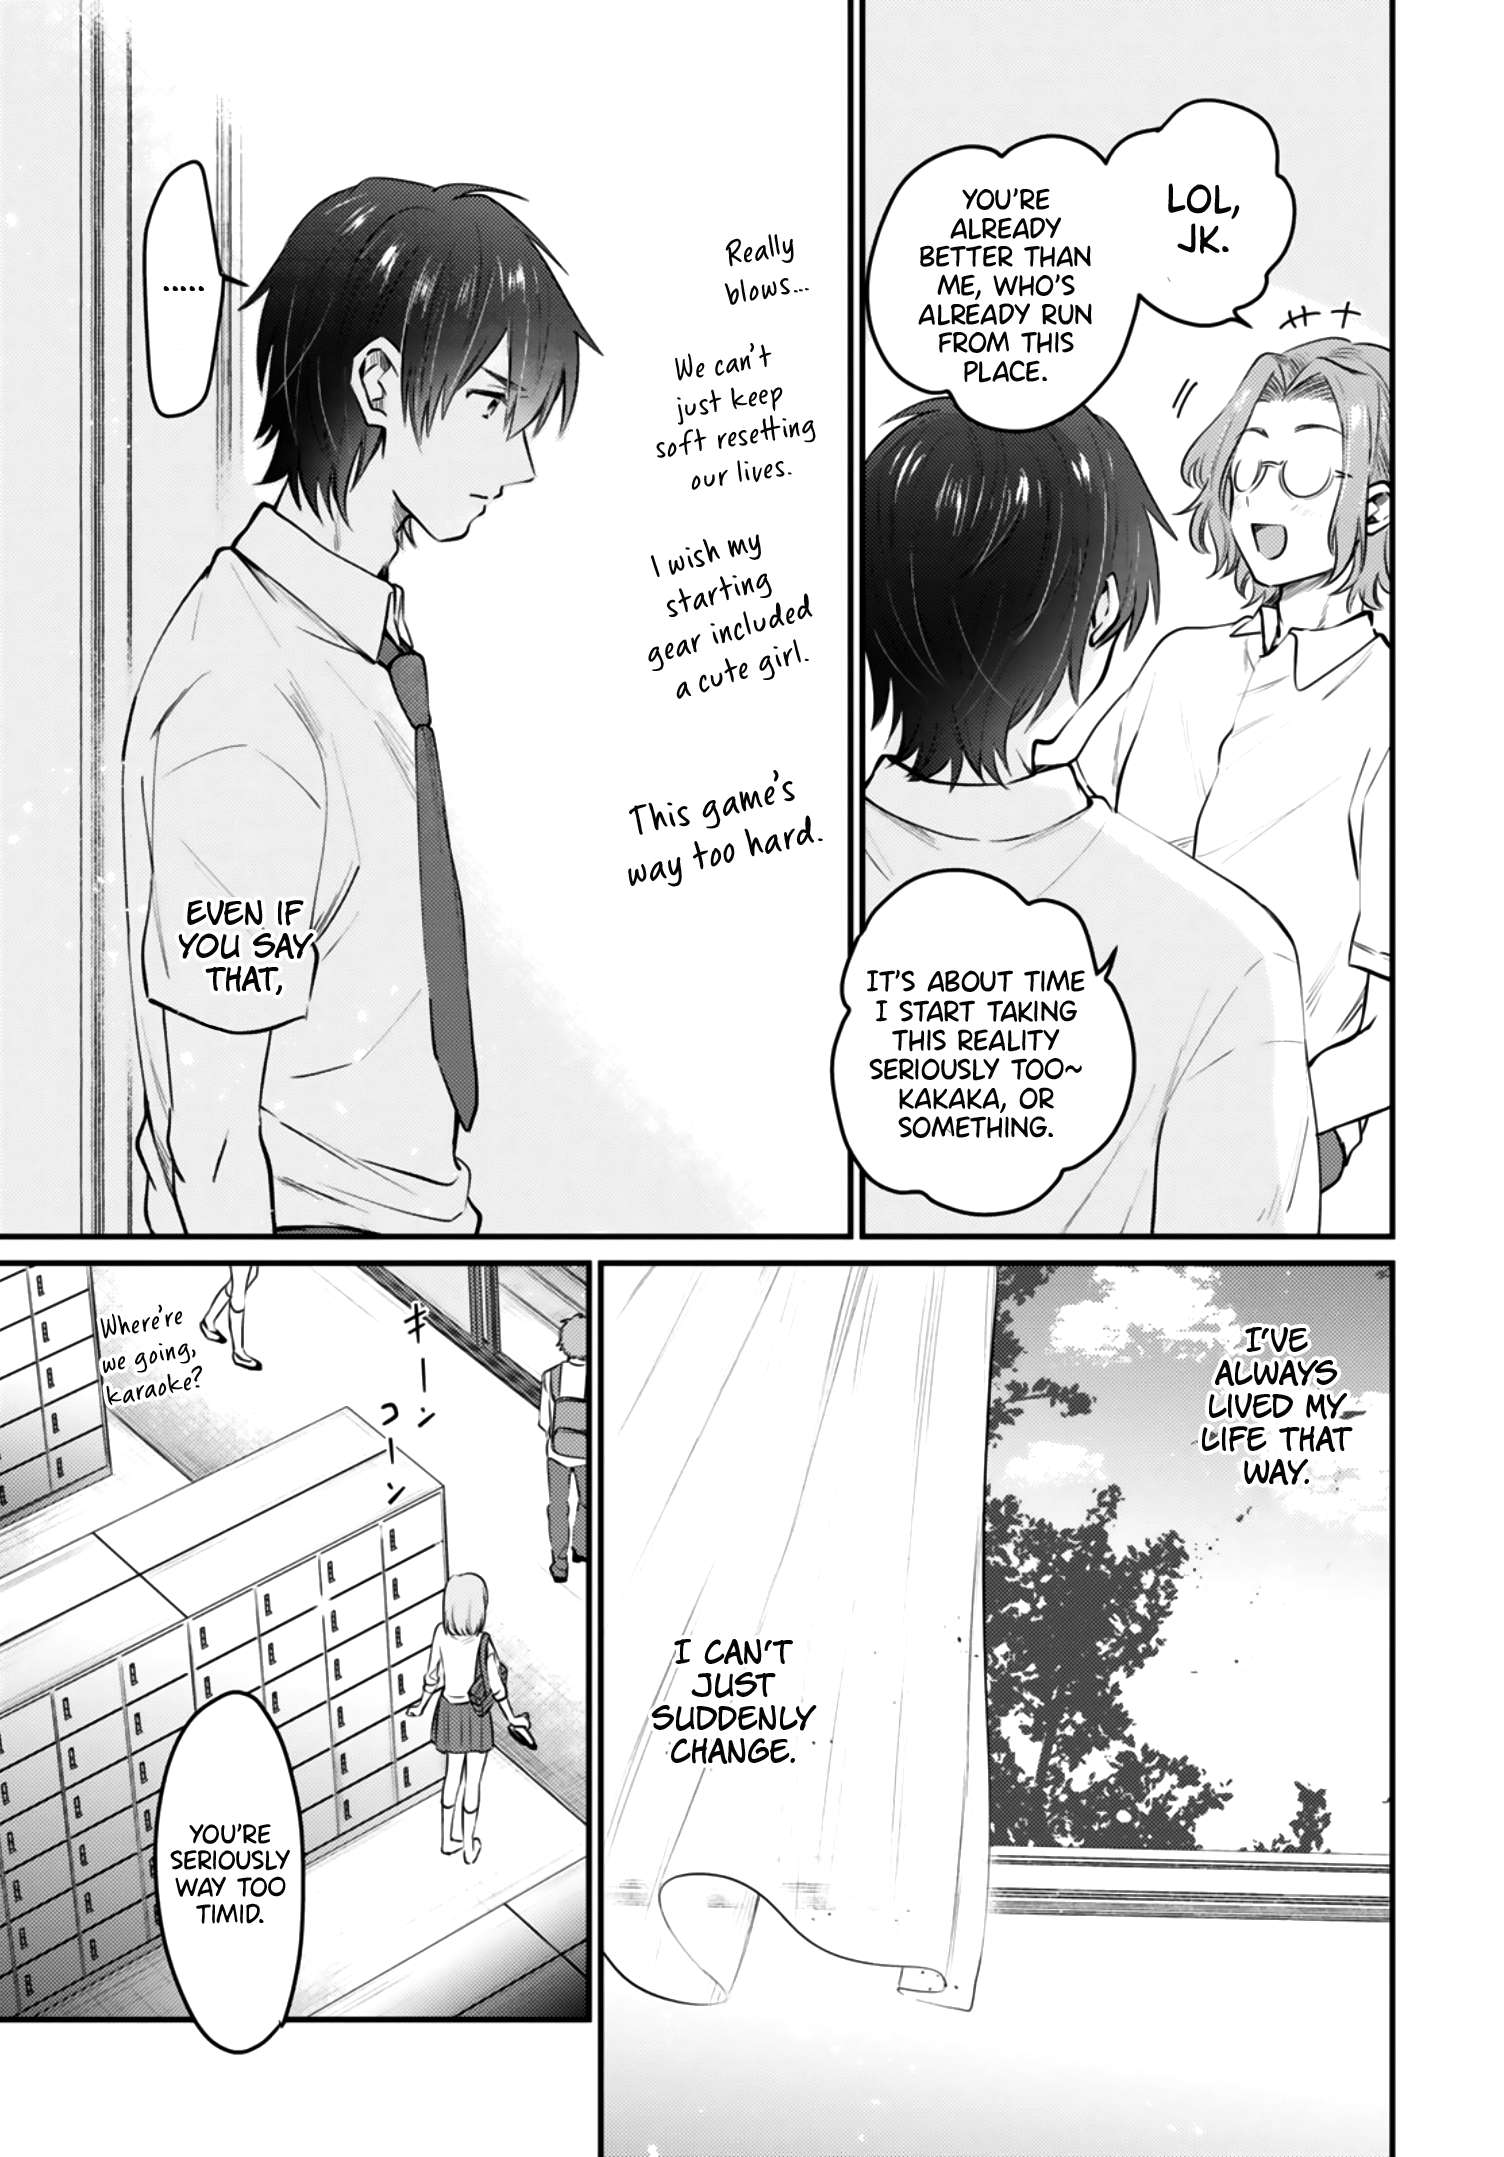 LOL,
JK.
YOU'RE
ALREADY
BETTER THAN
ME, WHO'S
ALREADY RUN
FROM THIS
PLACE.
IT'S ABOUT TIME
I START TAKING
THIS REALITY
SERIOUSLY TOO~
KAKAKA, OR
SOMETHING.
Really
blows...
We can't
just keep
soft resetting
our lives.
I wish my
starting
gear included
a cute girl.
This game's
way too hard.
.....
EVEN IF
YOU SAY
THAT,
I'VE
ALWAYS
LIVED MY
LIFE THAT
WAY.
I CAN'T
JUST
SUDDENLY
CHANGE.
キーンコーン
Where're
we going,
karaoke?
YOU'RE
SERIOUSLY
WAY TOO
TIMID.